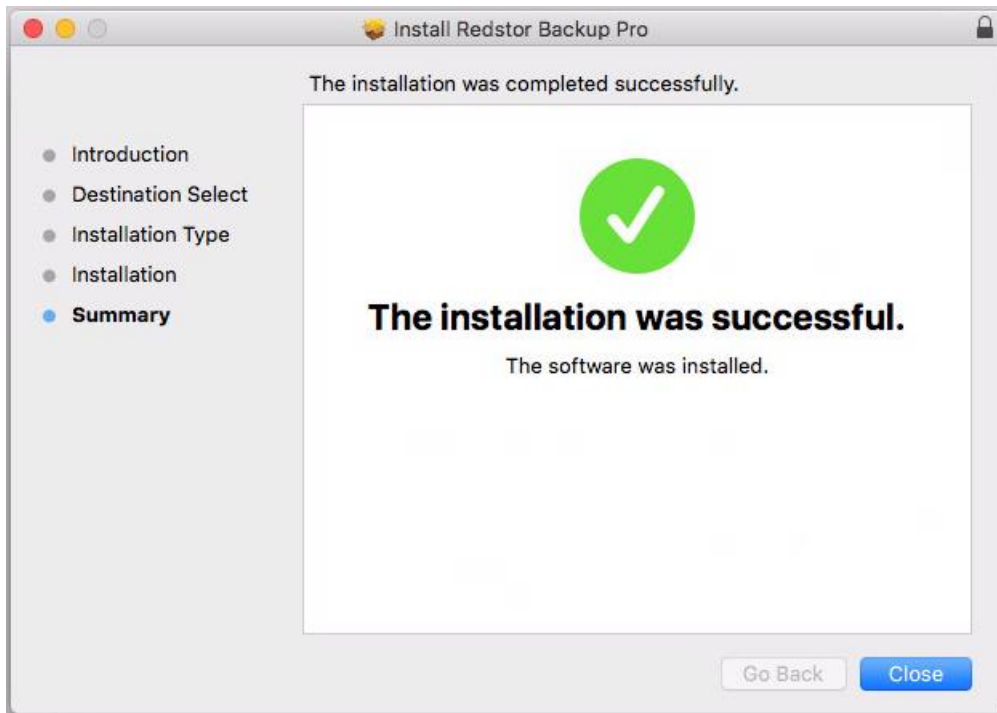 Install Redstor Backup Pro
The installation was completed successfully.
Introduction
Destination Select
Installation Type
Installation
Summary
The installation was successful.
The software was installed.
Go Back
Close